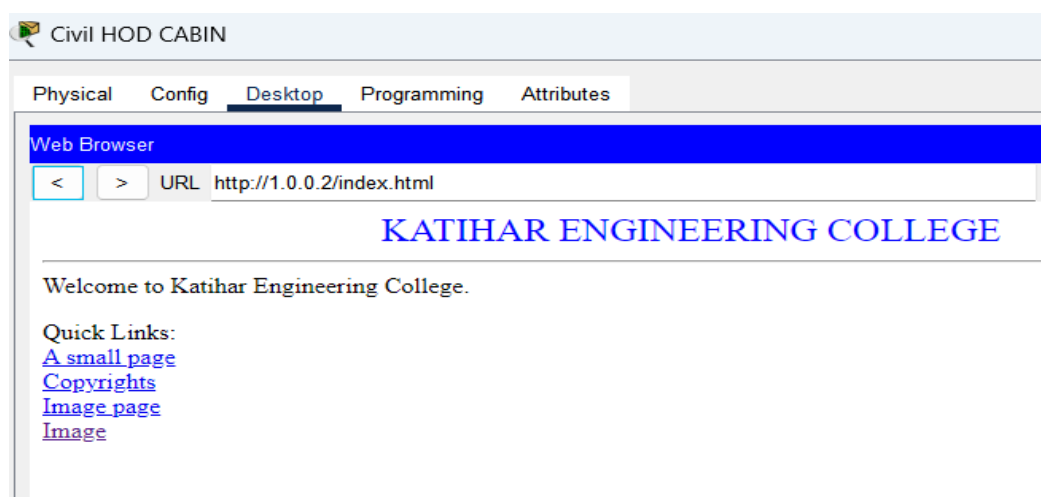 Civil HOD CABIN
Physical Config Desktop Programming Attributes
Web Browser
< > URL http://1.0.0.2/index.html
KATIHAR ENGINEERING COLLEGE
Welcome to Katihar Engineering College.
Quick Links:
A small page
Copyrights
Image page
Image